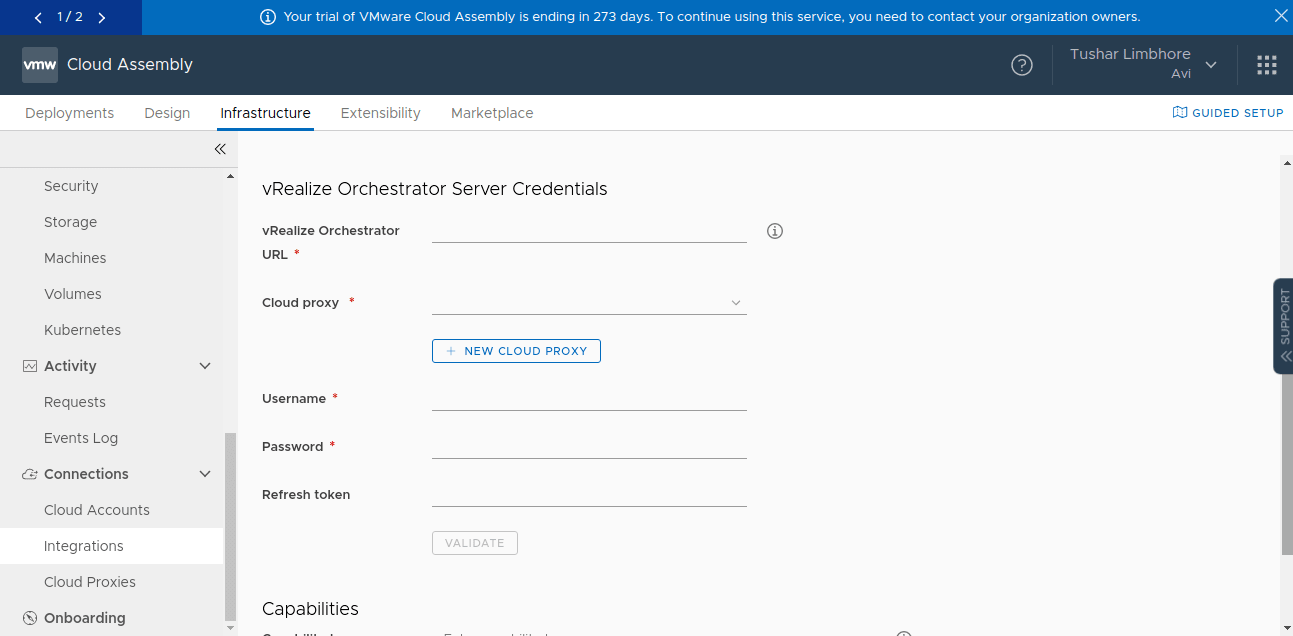 1 / 2
Your trial of VMware Cloud Assembly is ending in 273 days. To continue using this service, you need to contact your organization owners.
vmw Cloud Assembly
Tushar Limbhore
Avi
Deployments Design Infrastructure Extensibility Marketplace
GUIDED SETUP
Security
Storage
Machines
Volumes
Kubernetes
Activity
Requests
Events Log
Connections
Cloud Accounts
Integrations
Cloud Proxies
Onboarding
vRealize Orchestrator Server Credentials
vRealize Orchestrator
URL *
Cloud proxy *
+ NEW CLOUD PROXY
Username *
Password *
Refresh token
VALIDATE
Capabilities
SUPPORT